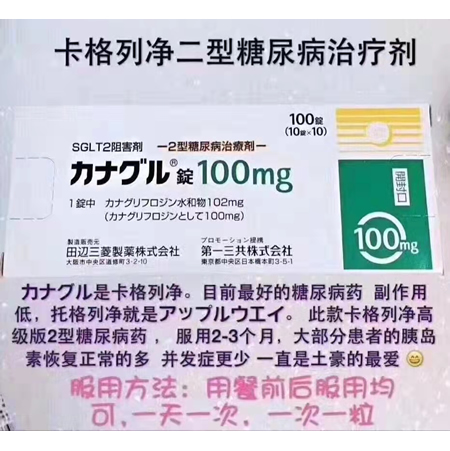 卡格列净二型糖尿病治疗剂
100錠
(10錠×10)
SGLT2阻害剤 ー2型糖尿病治療剤ー
カナグル®錠100mg
1錠中 カナグリフロジン水和物102mg
(カナグリフロジンとして100mg)
開封口
100mg
製造販売元
田辺三菱製薬株式会社
大阪市中央区道修町3-2-10
プロモーション提携
第一三共株式会社
東京都中央区日本橋本町3-5-1
カナグル是卡格列净。目前最好的糖尿病药 副作用
低，托格列净就是アップルウエイ。 此款卡格列净高
级版2型糖尿病药 ，服用2-3个月，大部分患者的胰岛
素恢复正常的多 并发症更少 一直是土豪的最爱 😄
服用方法：用餐前后服用均
可,一天一次，一次一粒